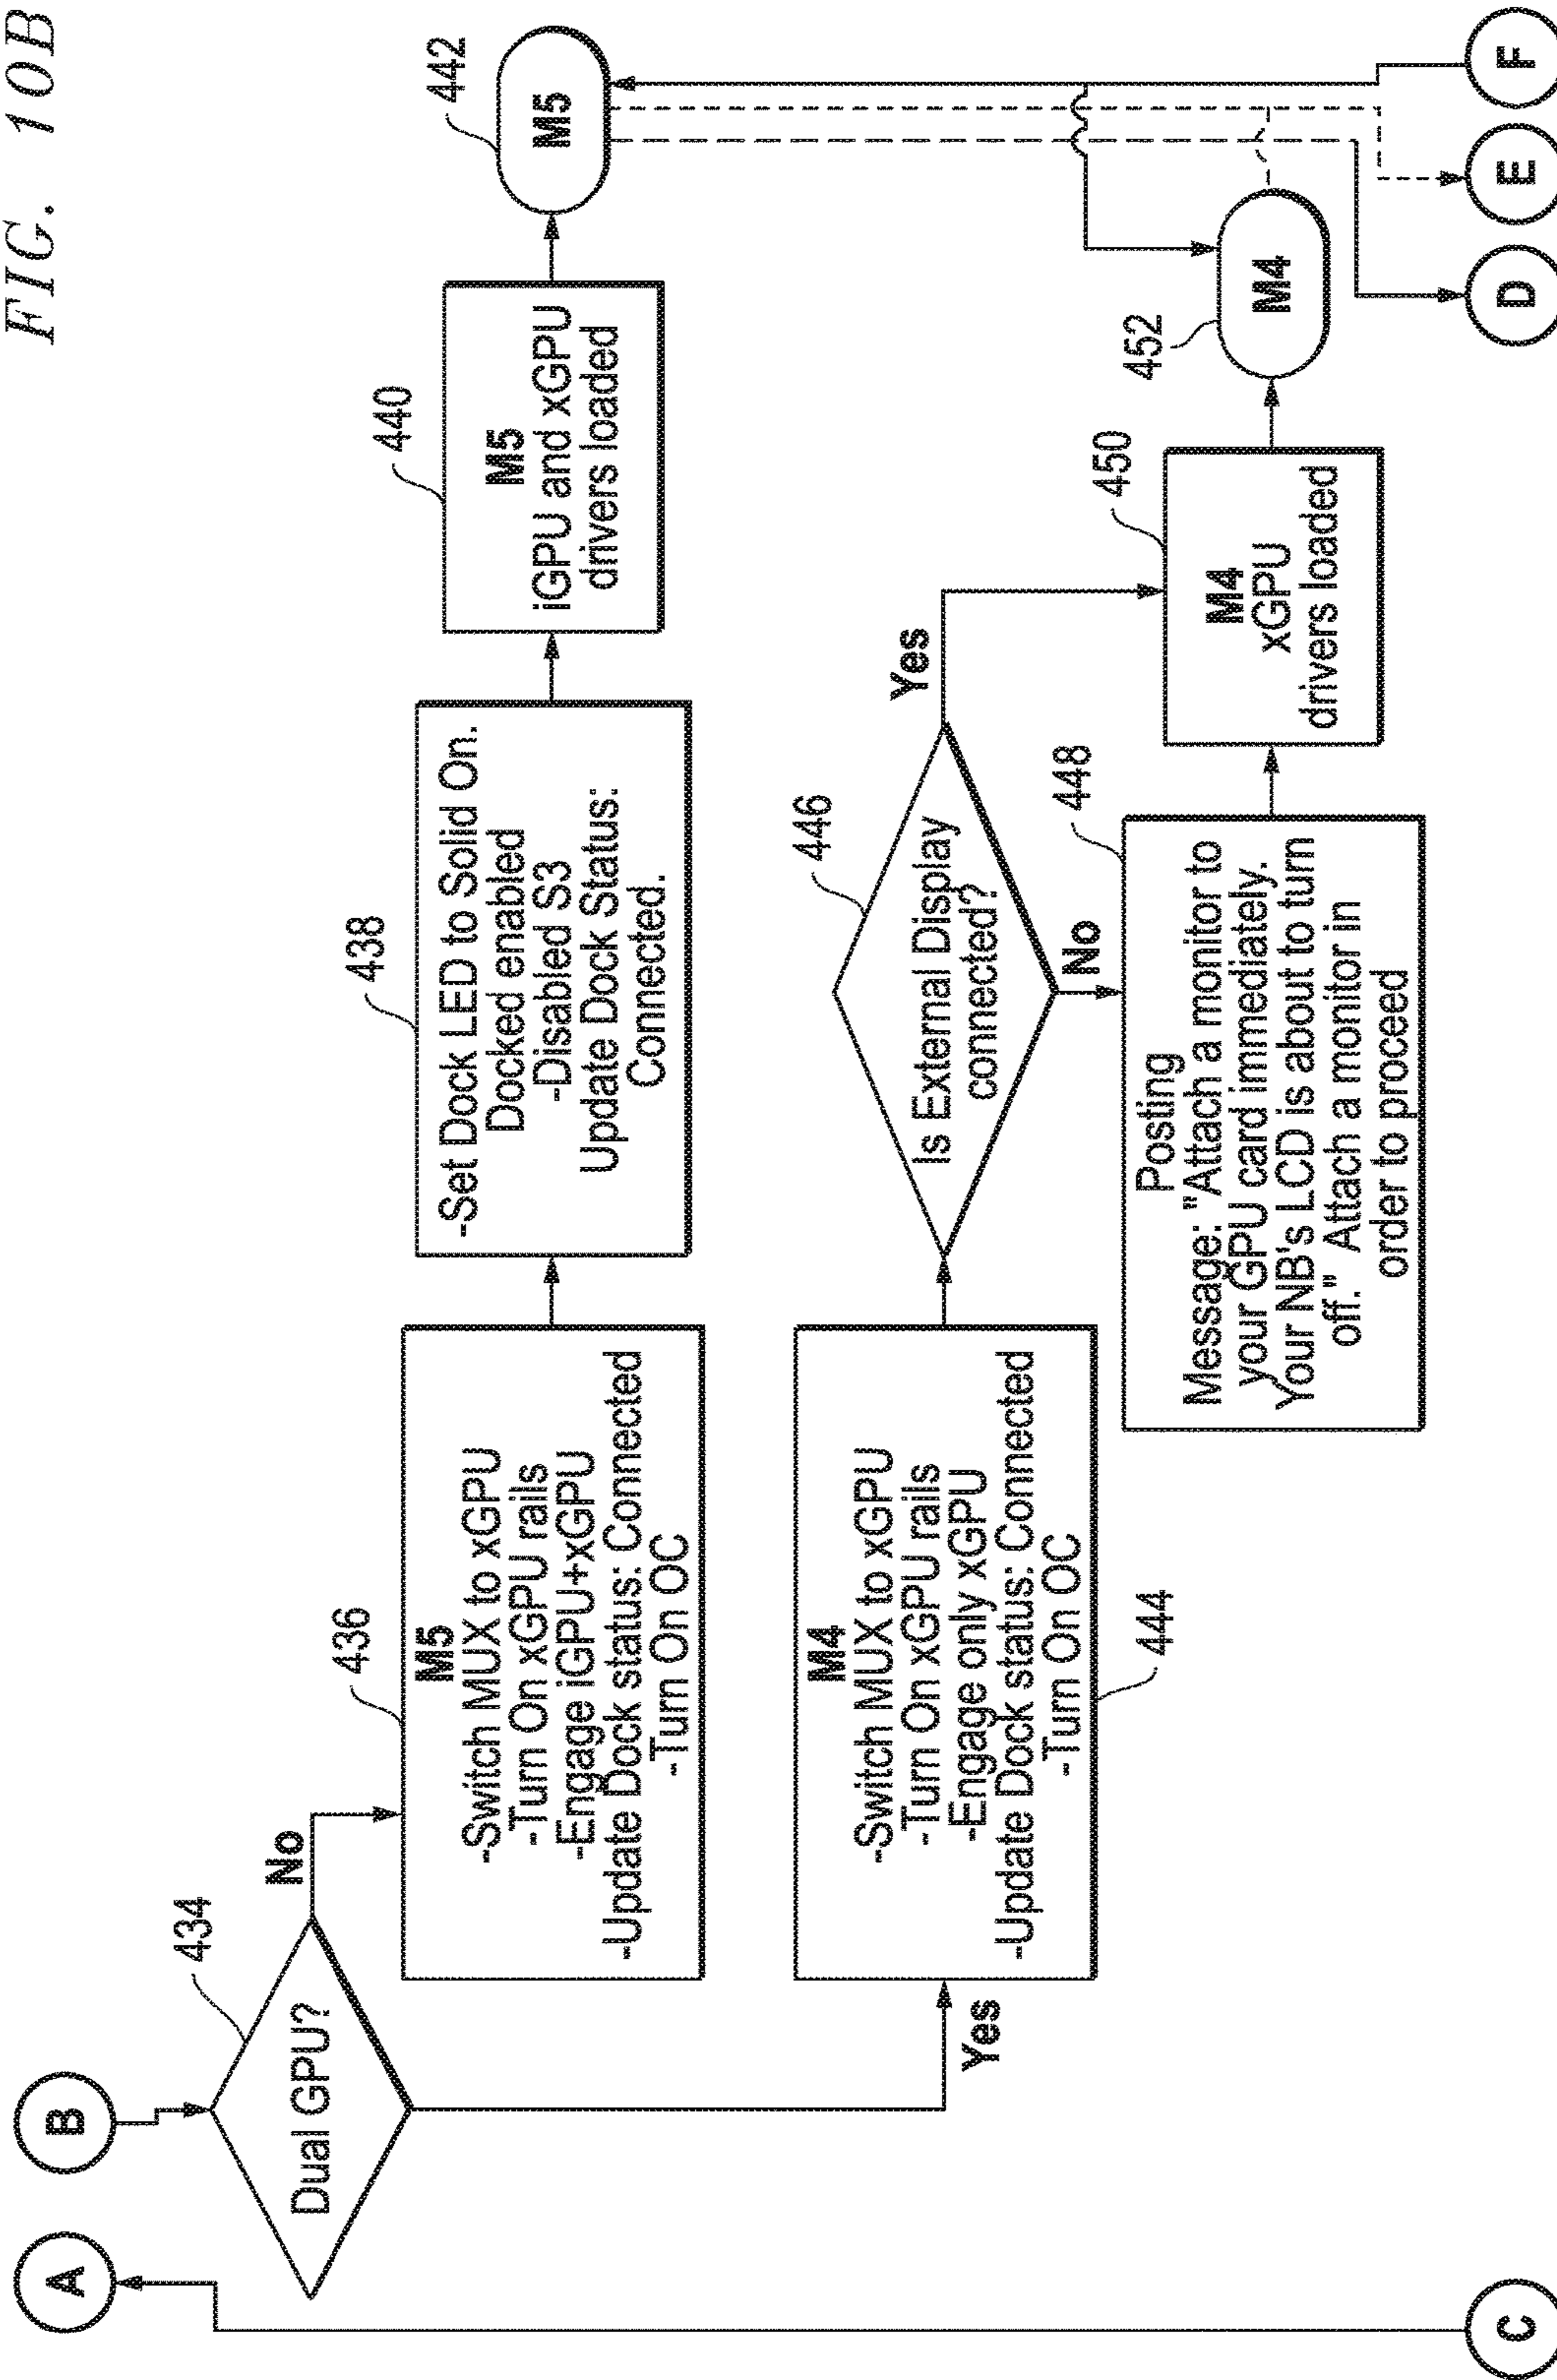 FIG. 10B
A
B
434
Dual GPU?
No
Yes
436
M5
-Switch MUX to xGPU
-Turn On xGPU rails
-Engage iGPU+xGPU
-Update Dock status: Connected
-Turn On OC
438
-Set Dock LED to Solid On.
Docked enabled
-Disabled S3
Update Dock Status:
Connected.
440
M5
iGPU and xGPU
drivers loaded
442
M5
M4
-Switch MUX to xGPU
-Turn On xGPU rails
-Engage only xGPU
-Update Dock status: Connected
-Turn On OC
444
446
Is External Display
connected?
Yes
No
448
Posting
Message: "Attach a monitor to
your GPU card immediately.
Your NB's LCD is about to turn
off." Attach a monitor in
order to proceed
450
M4
xGPU
drivers loaded
452
M4
C
D
E
F